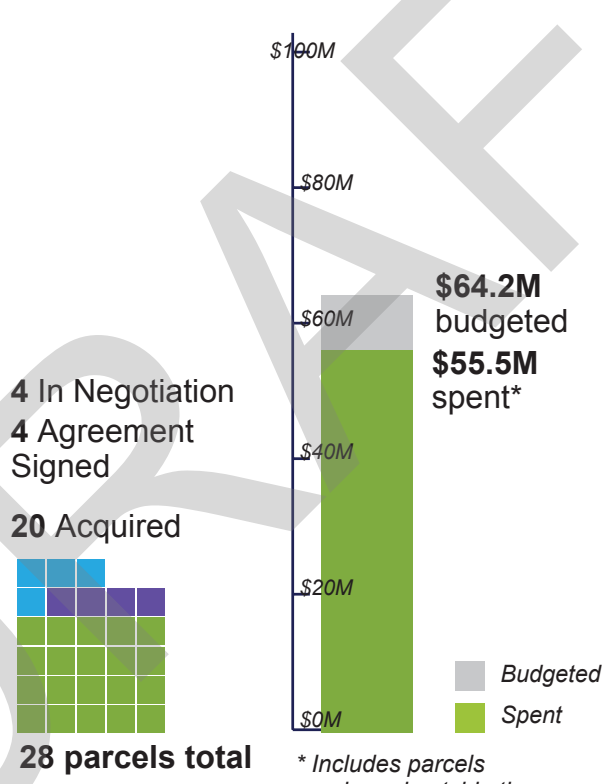 $100M
$80M
$64.2M
budgeted
$60M
$55.5M
spent*
4 In Negotiation
4 Agreement
Signed
$40M
20 Acquired
$20M
Budgeted
Spent
$0M
28 parcels total
* Includes parcels
DRAF